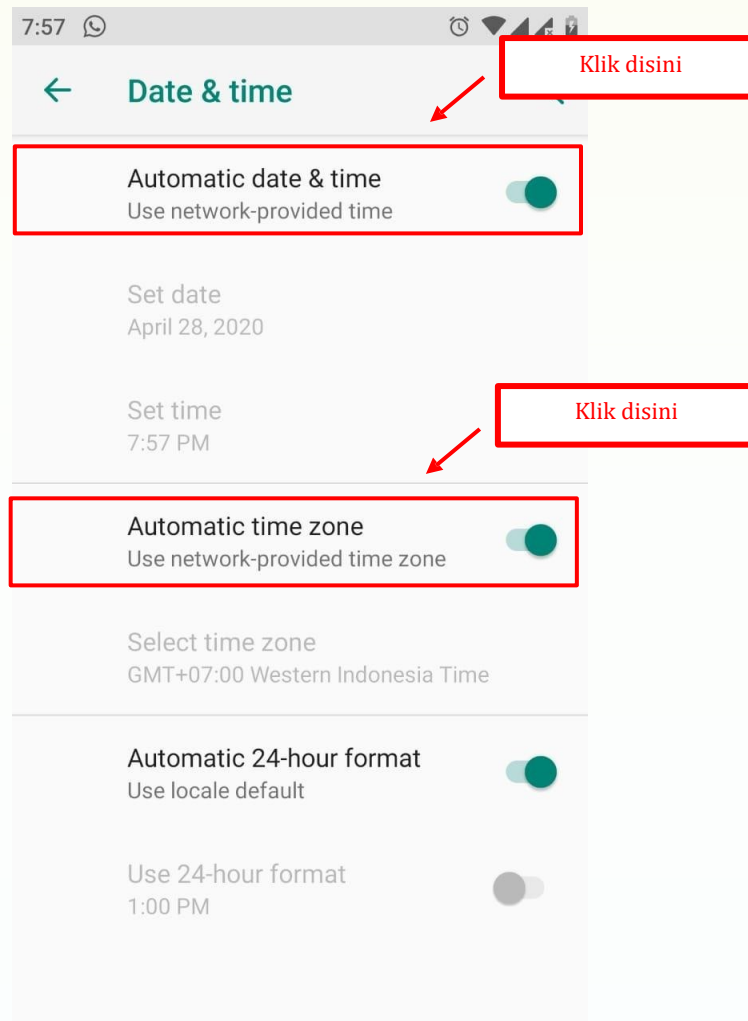 7:57
Klik disini
Date & time
Automatic date & time
Use network-provided time
Set date
April 28, 2020
Set time
7:57 PM
Klik disini
Automatic time zone
Use network-provided time zone
Select time zone
GMT+07:00 Western Indonesia Time
Automatic 24-hour format
Use locale default
Use 24-hour format
1:00 PM